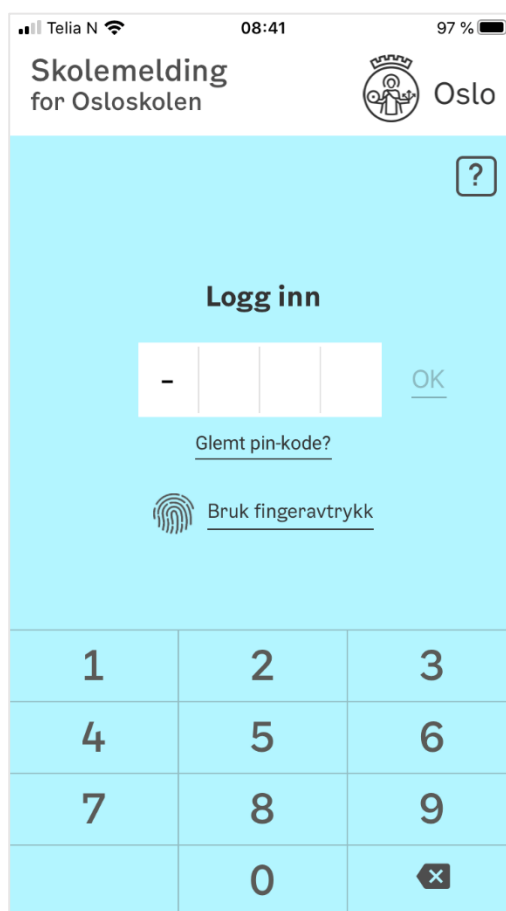 Telia N 08:41 97 %
Skolemelding
for Osloskolen
Oslo
?
Logg inn
- OK
Glemt pin-kode?
Bruk fingeravtrykk
1 2 3
4 5 6
7 8 9
0